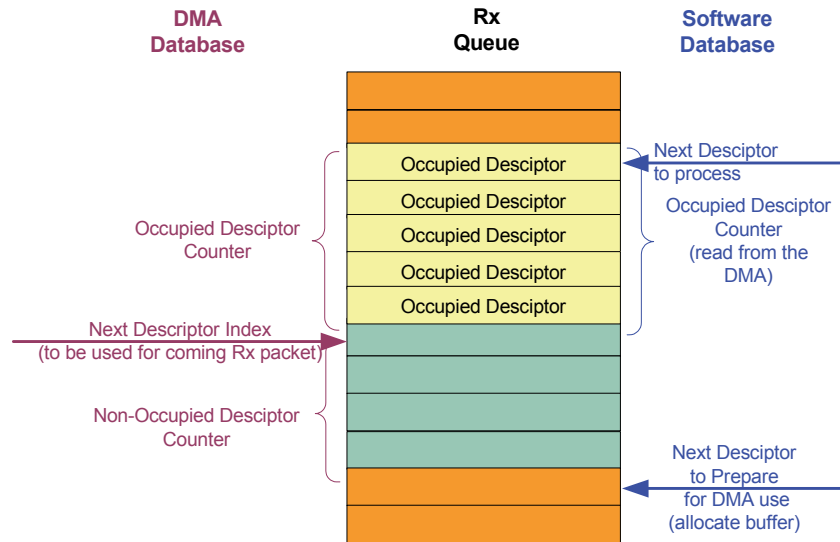 DMA
Database
Rx
Queue
Software
Database
Occupied Desciptor
Occupied Desciptor
Occupied Desciptor
Occupied Desciptor
Occupied Desciptor
Occupied Desciptor
Counter
Next Descriptor Index
(to be used for coming Rx packet)
Non-Occupied Desciptor
Counter
Next Desciptor
to process
Occupied Desciptor
Counter
(read from the
DMA)
Next Desciptor
to Prepare
for DMA use
(allocate buffer)